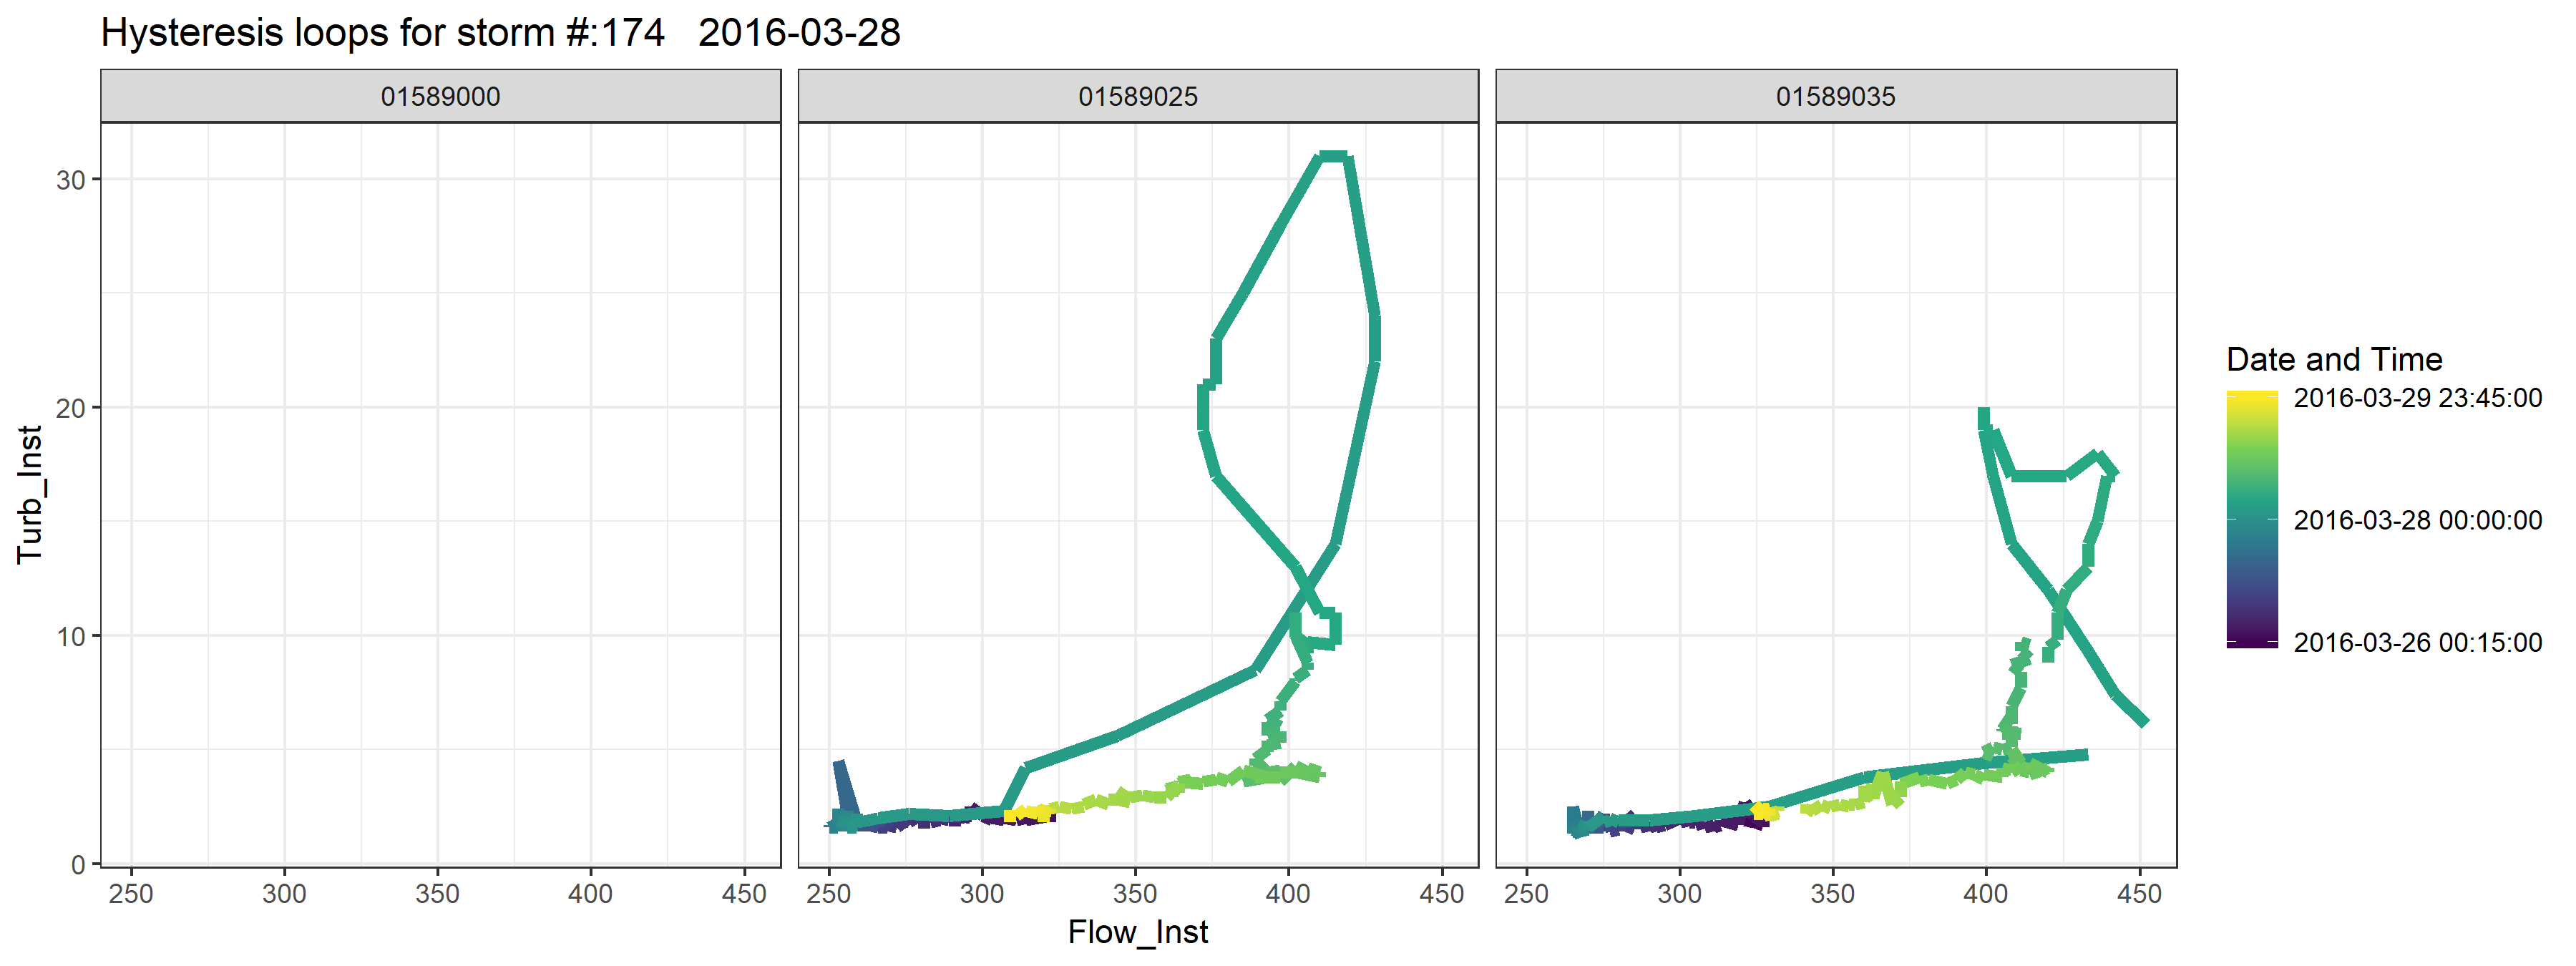 Hysteresis loops for storm #:174   2016-03-28
01589000
01589025
01589035
Turb_Inst
30
20
10
0
250 300 350 400 450
250 300 350 400 450
250 300 350 400 450
Flow_Inst
Date and Time
2016-03-29 23:45:00
2016-03-28 00:00:00
2016-03-26 00:15:00